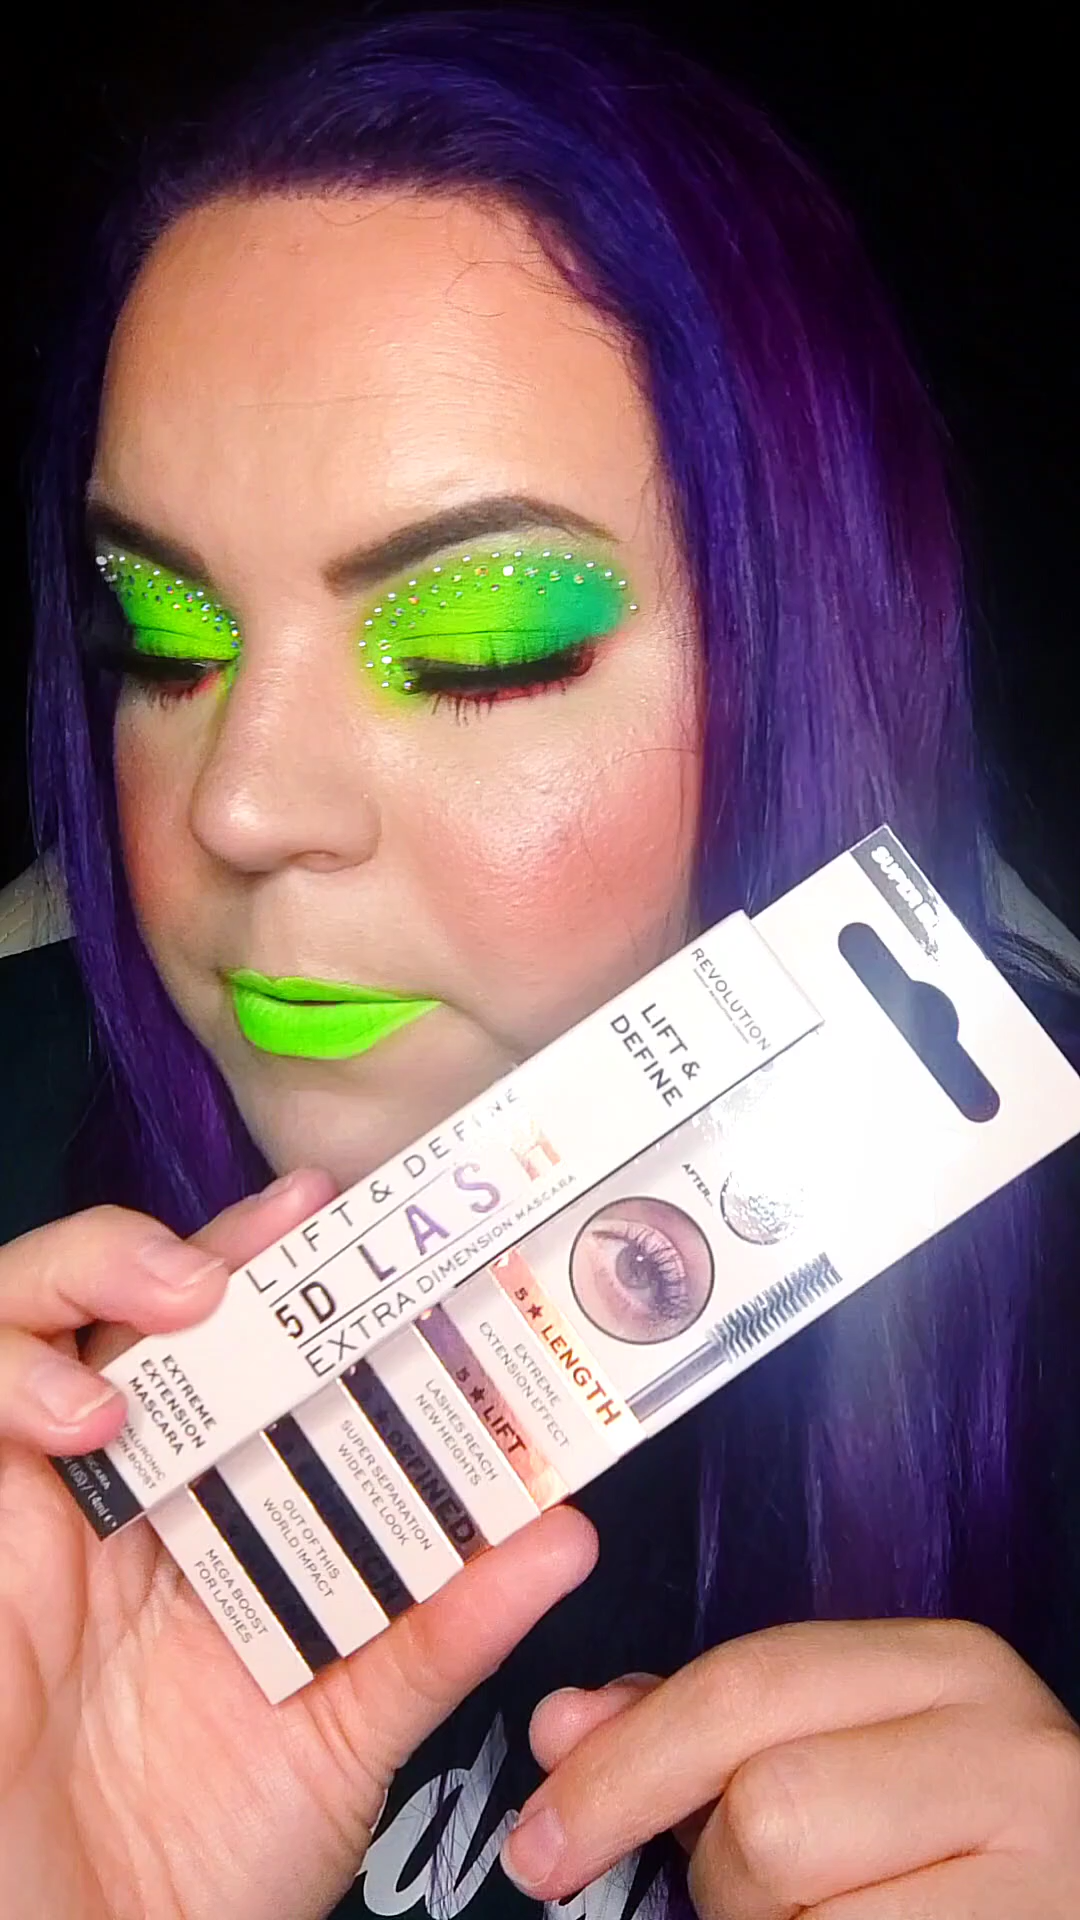 REVOLUTION
LIFT &
DEFINE
LIFT & DEFINE
5D LASH
EXTRA DIMENSION MASCARA
EXTREME
EXTENSION
MASCARA
SUPER
AFTER...
5 ★ LENGTH
EXTREME
EXTENSION EFFECT
5 ★ LIFT
LASHES REACH
NEW HEIGHTS
DEFINED
SUPER SEPARATION
WIDE EYE LOOK
OUT OF THIS
WORLD IMPACT
MEGA BOOST
FOR LASHES